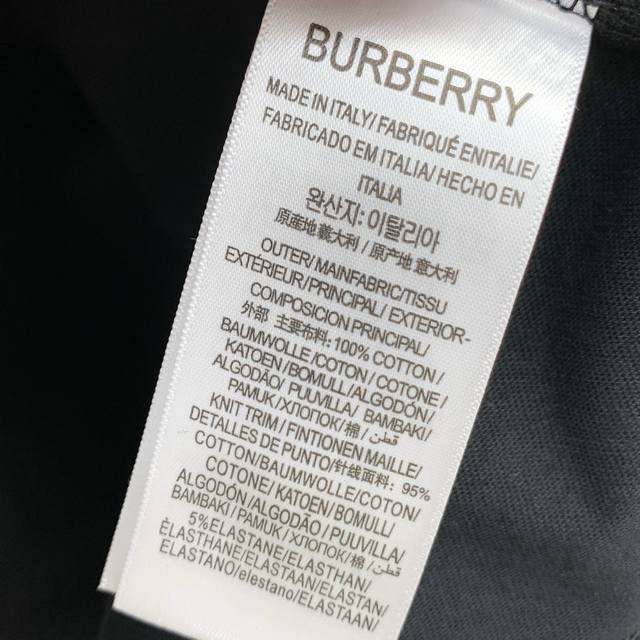 BURBERRY
MADE IN ITALY/ FABRIQUÉ ENITALIE/
FABRICADO EM ITALIA/ HECHO EN
ITALIA
완산지: 이탈리아
原産地 義大利 / 原产地 意大利
OUTER/ MAINFABRIC/TISSU
EXTÉRIEUR/PRINCIPAL/ EXTERIOR-
COMPOSICION PRINCIPAL/
外部 主要布料: 100% COTTON /
BAUMWOLLE/COTON/ COTONE/
KATOEN/ BOMULL/ ALGODÓN/
ALGODÃO/ PUUVILLA/ BAMBAKI/
PAMUK/ ХЛОПОК/ 棉/ قطن/
KNIT TRIM / FINTIONEN MAILLE/
DETALLES DE PUNTO/针线面料: 95%
COTTON/BAUMWOLLE/COTON/
COTONE/ KATOEN/ BOMULL/
ALGODÓN/ ALGODÃO/ PUUVILLA/
BAMBAKI/ PAMUK/ ХЛОПОК/ 棉/ قطن/
5%ELASTANE/ELASTHAN/
ÉLASTHANE/ELASTAAN/ELASTAN/
ELASTANO/elestano/ELASTAAN/